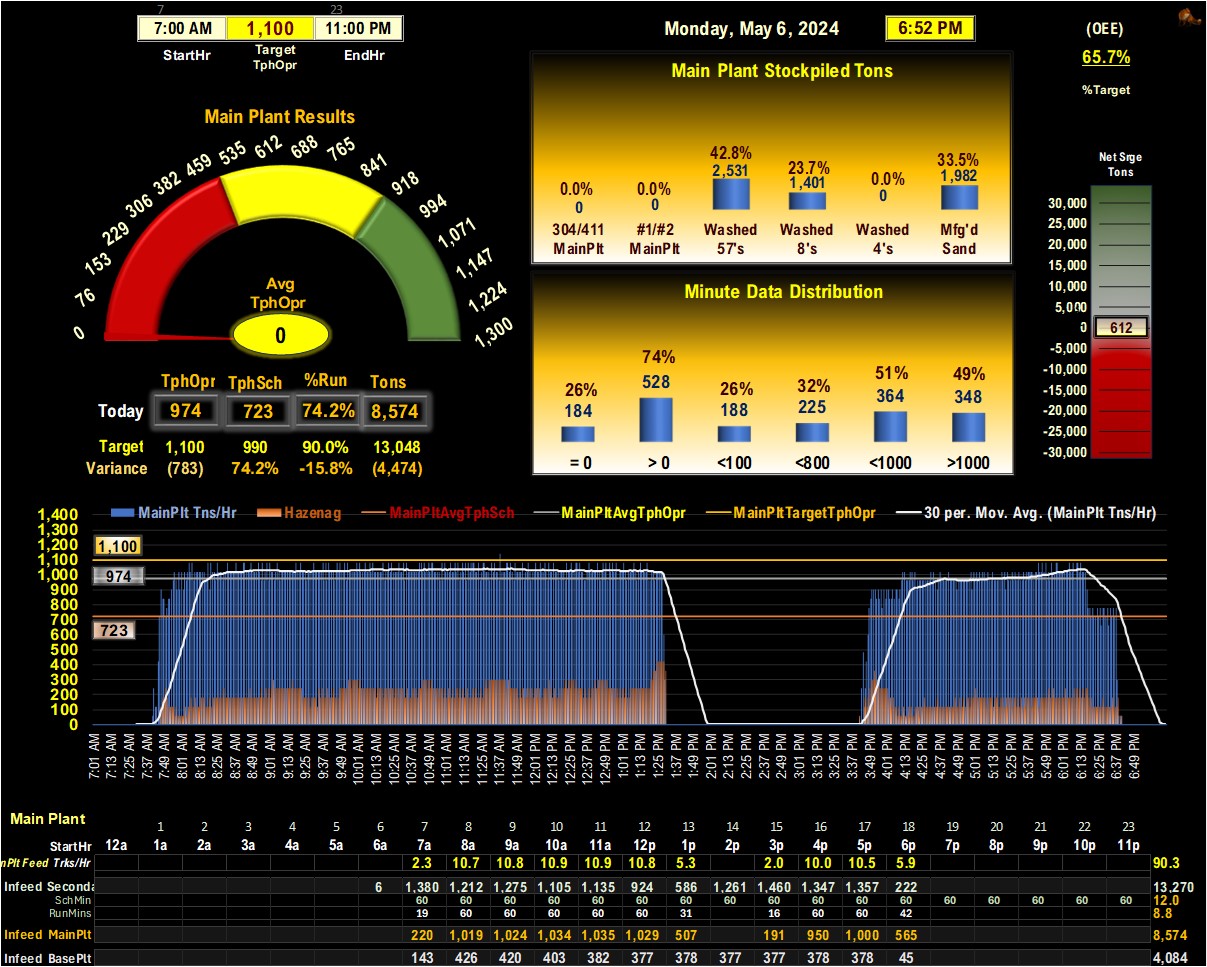 7 23
7:00 AM 1,100 11:00 PM
StartHr Target TphOpr EndHr
Monday, May 6, 2024 6:52 PM
(OEE)
65.7%
%Target
Main Plant Results
0 76 153 229 306 382 459 535 612 688 765 841 918 994 1,071 1,147 1,224 1,300
Avg
TphOpr
0
TphOpr TphSch %Run Tons
Today 974 723 74.2% 8,574
Target 1,100 990 90.0% 13,048
Variance (783) 74.2% -15.8% (4,474)
Main Plant Stockpiled Tons
0.0% 0.0% 42.8% 23.7% 0.0% 33.5%
0 0 2,531 1,401 0 1,982
304/411 #1/#2 Washed Washed Washed Mfg'd
MainPlt MainPlt 57's 8's 4's Sand
Minute Data Distribution
26% 74% 26% 32% 51% 49%
184 528 188 225 364 348
= 0 > 0 <100 <800 <1000 >1000
Net Srge
Tons
30,000
25,000
20,000
15,000
10,000
5,000
0
612
-5,000
-10,000
-15,000
-20,000
-25,000
-30,000
MainPlt Tns/Hr Hazenag MainPltAvgTphSch MainPltAvgTphOpr MainPltTargetTphOpr 30 per. Mov. Avg. (MainPlt Tns/Hr)
1,400
1,300
1,200
1,100
1,000
900
800
700
600
500
400
300
200
100
0
1,100
974
723
7:01 AM 7:13 AM 7:25 AM 7:37 AM 7:49 AM 8:01 AM 8:13 AM 8:25 AM 8:37 AM 8:49 AM 9:01 AM 9:13 AM 9:25 AM 9:37 AM 9:49 AM 10:01 AM 10:13 AM 10:25 AM 10:37 AM 10:49 AM 11:01 AM 11:13 AM 11:25 AM 11:37 AM 11:49 AM 12:01 PM 12:13 PM 12:25 PM 12:37 PM 12:49 PM 1:01 PM 1:13 PM 1:25 PM 1:37 PM 1:49 PM 2:01 PM 2:13 PM 2:25 PM 2:37 PM 2:49 PM 3:01 PM 3:13 PM 3:25 PM 3:37 PM 3:49 PM 4:01 PM 4:13 PM 4:25 PM 4:37 PM 4:49 PM 5:01 PM 5:13 PM 5:25 PM 5:37 PM 5:49 PM 6:01 PM 6:13 PM 6:25 PM 6:37 PM 6:49 PM
Main Plant
1 2 3 4 5 6 7 8 9 10 11 12 13 14 15 16 17 18 19 20 21 22 23
StartHr 12a 1a 2a 3a 4a 5a 6a 7a 8a 9a 10a 11a 12p 1p 2p 3p 4p 5p 6p 7p 8p 9p 10p 11p
nPlt Feed Trks/Hr 2.3 10.7 10.8 10.9 10.9 10.8 5.3 2.0 10.0 10.5 5.9 90.3
Infeed Seconda 6 1,380 1,212 1,275 1,105 1,135 924 586 1,261 1,460 1,347 1,357 222 13,270
SchMin 60 60 60 60 60 60 60 60 60 60 60 60 60 60 60 60 60 12.0
RunMins 19 60 60 60 60 60 31 15 60 60 42 8.8
Infeed MainPlt 220 1,019 1,024 1,034 1,035 1,029 507 191 950 1,000 565 8,574
Infeed BasePlt 143 426 420 403 382 377 378 377 377 378 378 45 4,084